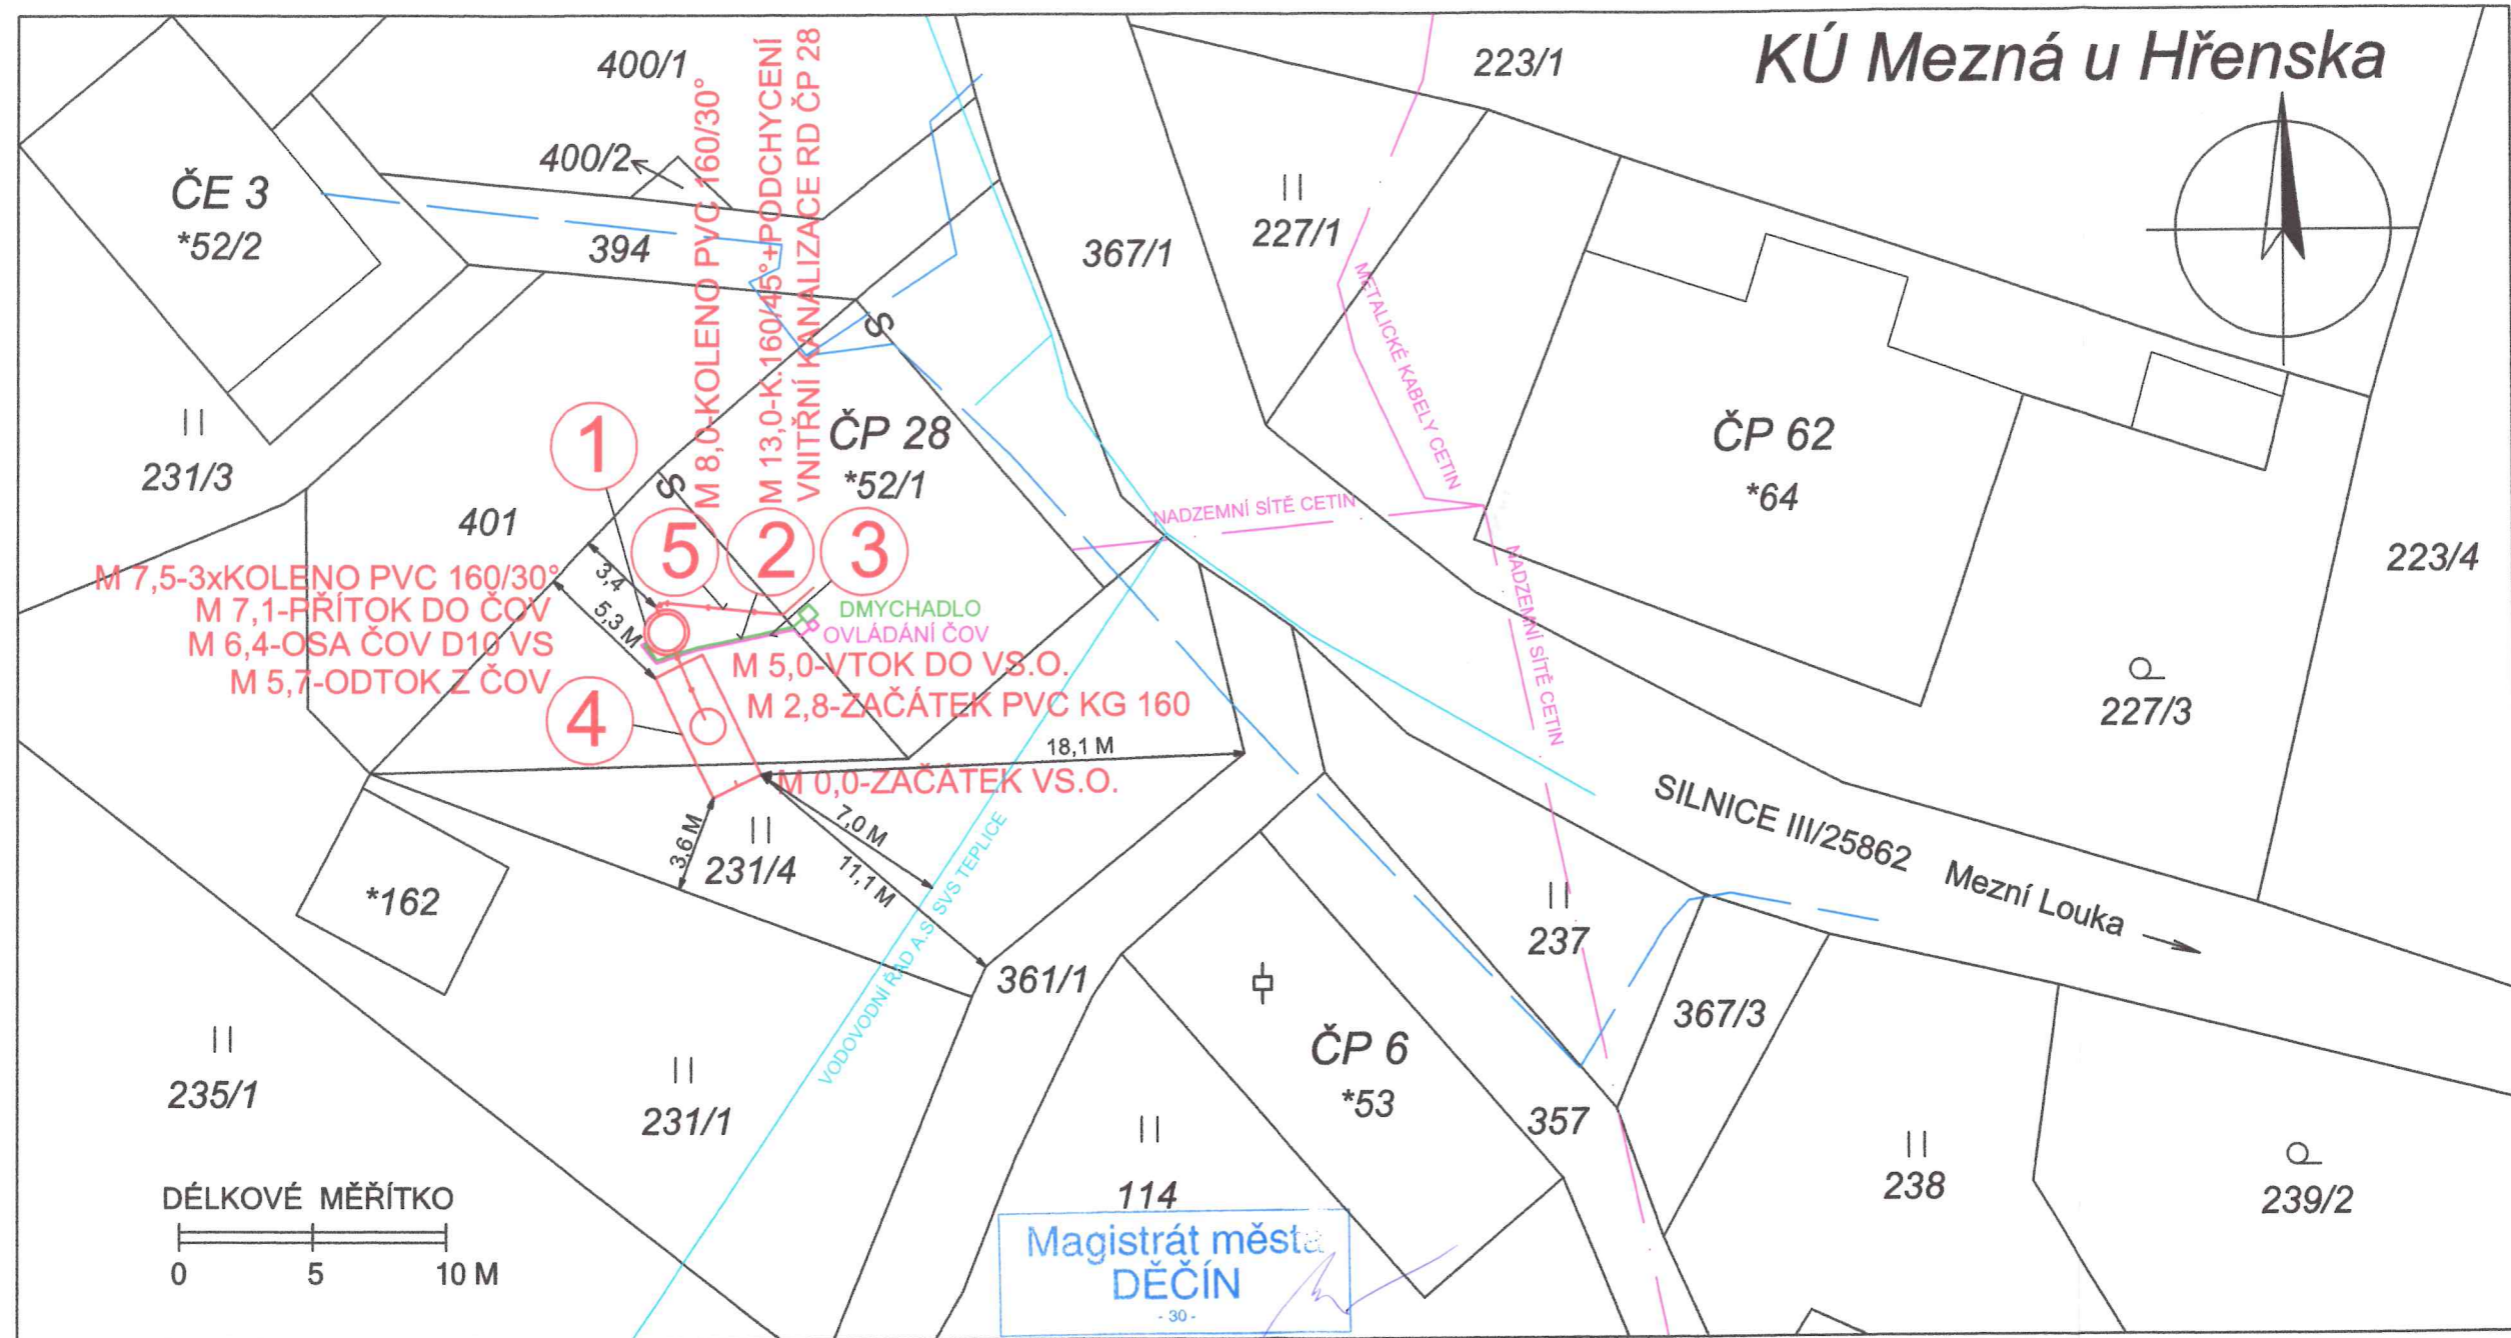 KÚ Mezná u Hřenska
400/1
223/1
400/2
ČE 3
*52/2
394
367/1
227/1
M 8,0-KOLENO PVC 160/30°
M 13,0-K.160/45°+PODCHYCENÍ
VNITŘNÍ KANALIZACE RD ČP 28
METALICKÉ KABELY CETIN
S
ČP 28
*52/1
ČP 62
*64
231/3
1
S
401
NADZEMNÍ SÍTĚ CETIN
5
2
3
223/4
3,4
5,3 M
M 7,5-3xKOLENO PVC 160/30°
M 7,1-PŘÍTOK DO ČOV
M 6,4-OSA ČOV D10 VS
M 5,7-ODTOK Z ČOV
DMYCHADLO
OVLÁDÁNÍ ČOV
M 5,0-VTOK DO VS.O.
M 2,8-ZAČÁTEK PVC KG 160
NADZEMNÍ SÍTĚ CETIN
4
227/3
18,1 M
M 0,0-ZAČÁTEK VS.O.
7,0 M
11,1 M
3,6 M
231/4
SILNICE III/25862 Mezní Louka
*162
VODOVODNÍ ŘAD A.S. SVS TEPLICE
361/1
237
367/3
ČP 6
*53
357
235/1
231/1
114
238
239/2
DÉLKOVÉ MĚŘÍTKO
0 5 10 M
Magistrát města
DĚČÍN
- 30 -